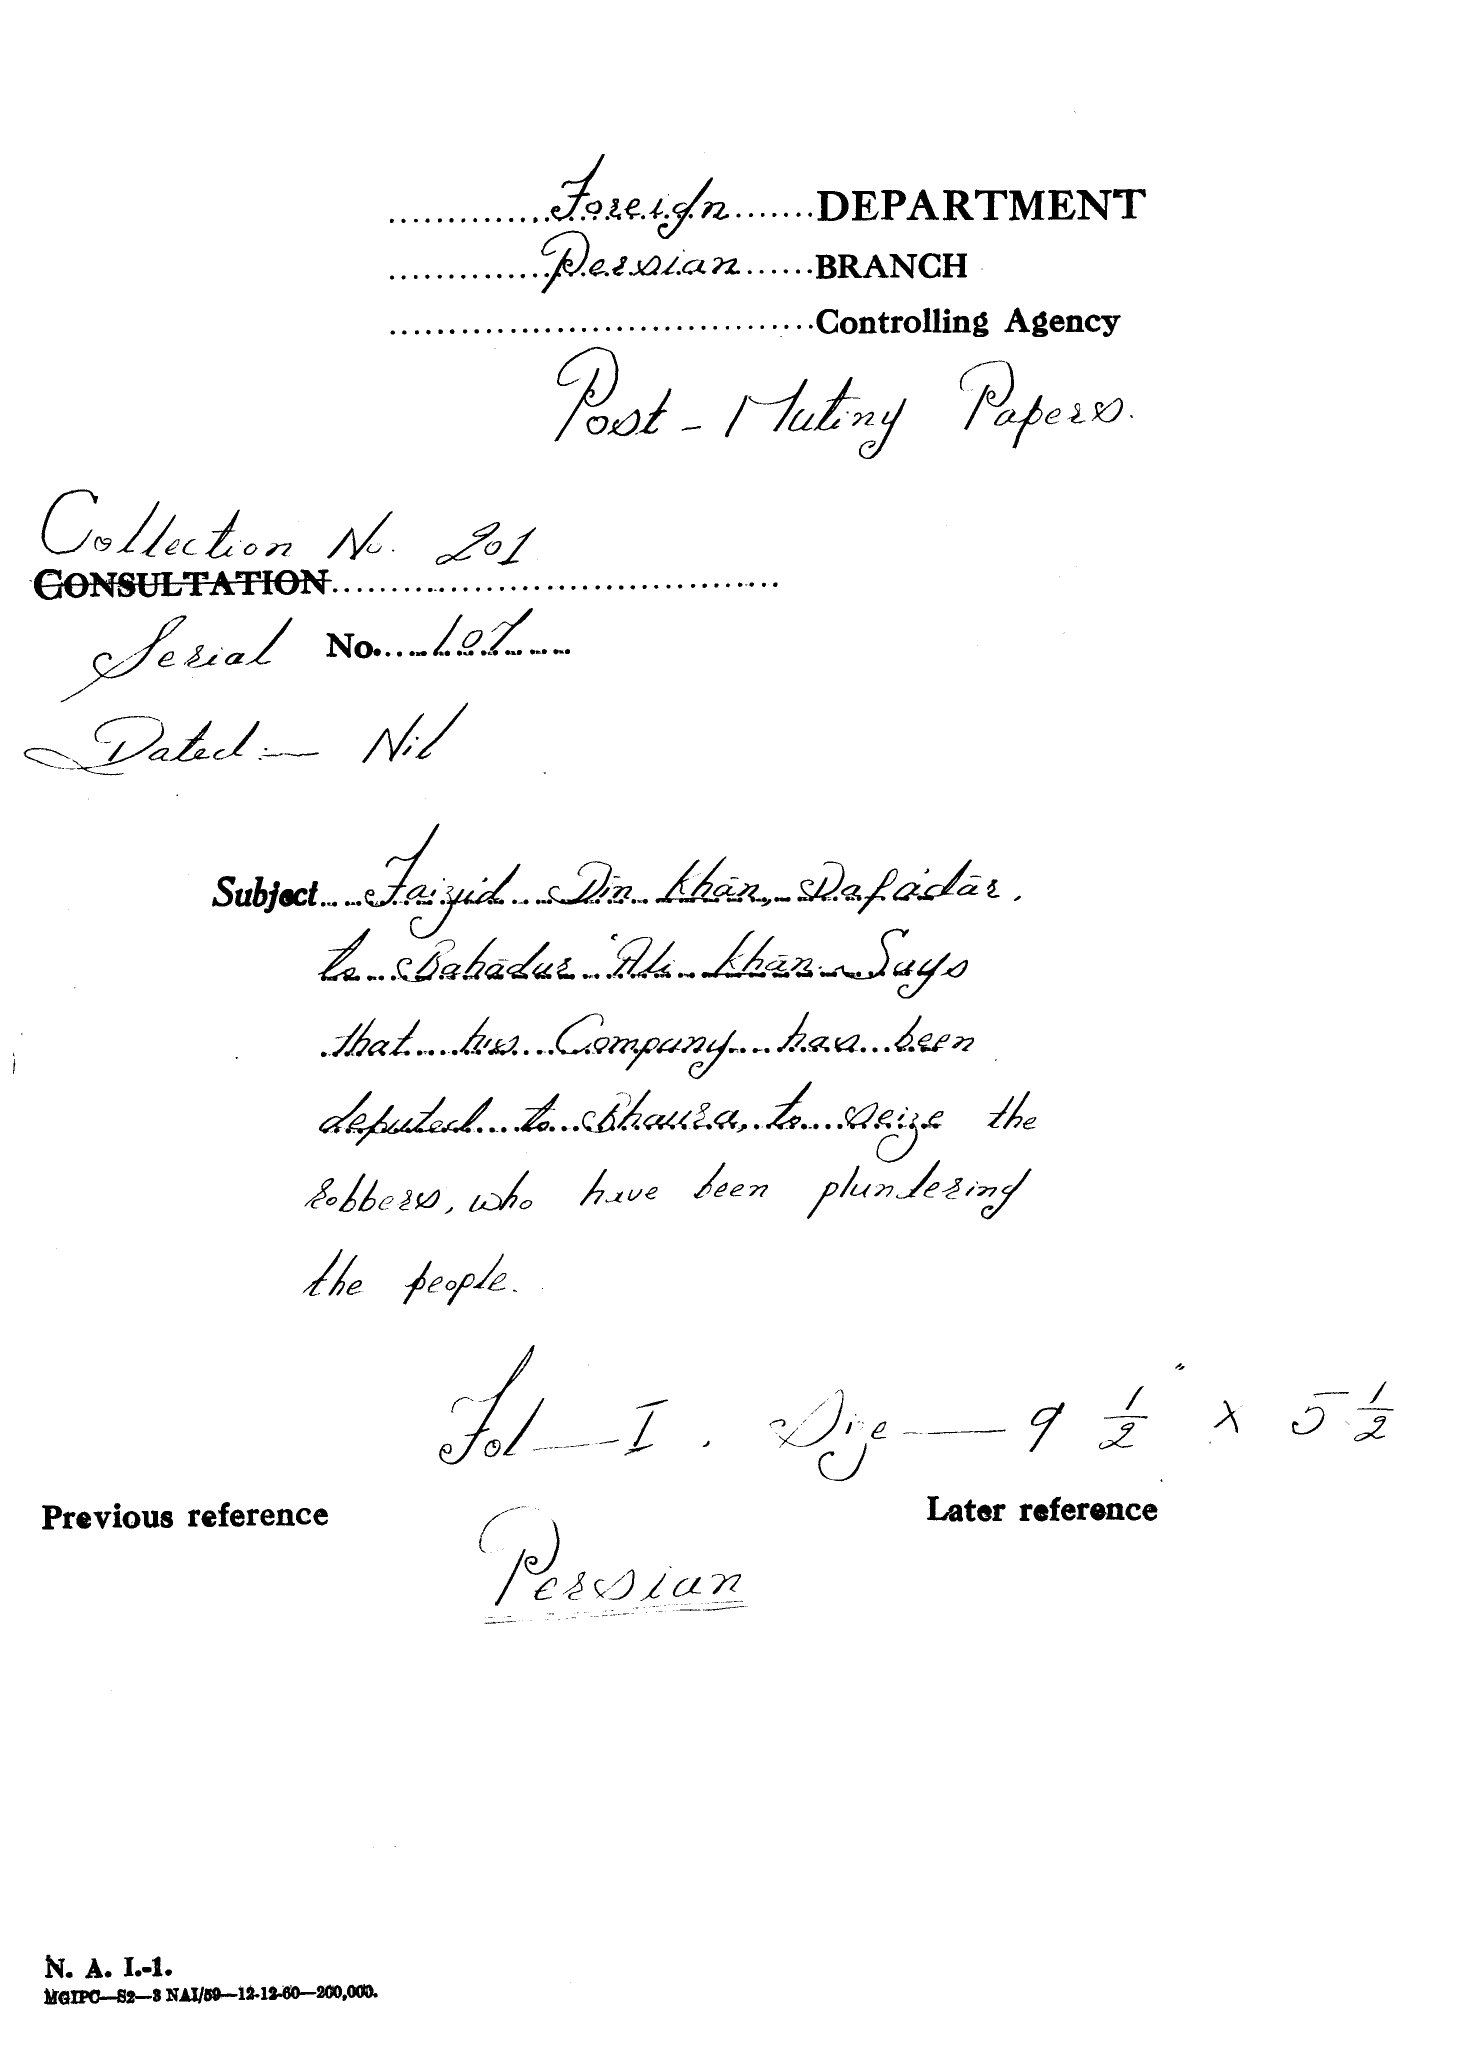 Foreign DEPARTMENT
Persian BRANCH
Controlling Agency
Post-Mutiny Papers.
Collection No. 201
CONSULTATION
Serial No. 107
Dated:— Nil
Subject Faizud Dīn Khān, Dafádār.
to Bahādur 'Ali Khān. Says
that his Company has been
deputed to Bhaura, to seize the
robbers, who have been plundering
the people.
Fol—I. Size—9 1/2" × 5 1/2
Previous reference Later reference
Persian
N. A. I.-1.
MGIPC—S2—3 NAI/59—12-12-60—200,000.